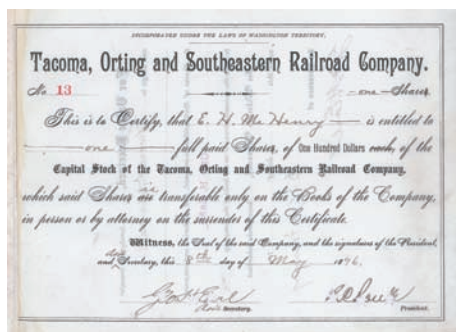 INCORPORATED UNDER THE LAWS OF WASHINGTON TERRITORY.
Tacoma, Orting and Southeastern Railroad Company.
No 13 one Shares
This is to Certify, that E. H. McHenry is entitled to
one full paid Shares, of One Hundred Dollars each, of the
Capital Stock of the Tacoma, Orting and Southeastern Railroad Company,
which said Shares is transferable only on the Books of the Company,
in person or by attorney on the surrender of this Certificate.
Witness, the Seal of the said Company, and the signatures of the President,
and Secretary, this 8th day of May 1896.
Geo. H. Earl
Secretary. President.